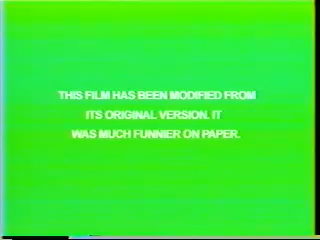 THIS FILM HAS BEEN MODIFIED FROM
ITS ORIGINAL VERSION. IT
WAS MUCH FUNNIER ON PAPER.